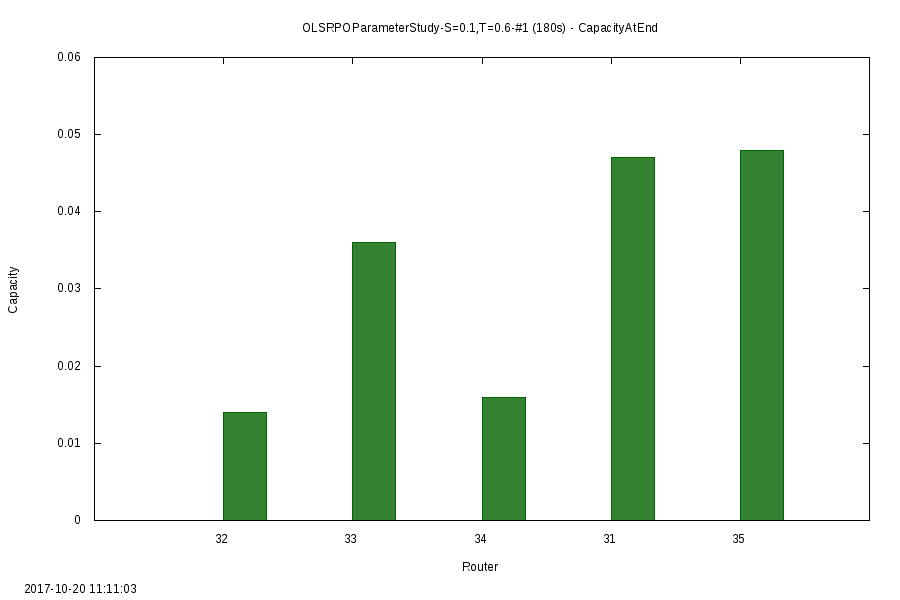 OLSRPOParameterStudy-S=0.1,T=0.6-#1 (180s) - CapacityAtEnd
0.06
0.05
0.04
0.03
0.02
0.01
0
Capacity
32 33 34 31 35
Router
2017-10-20 11:11:03